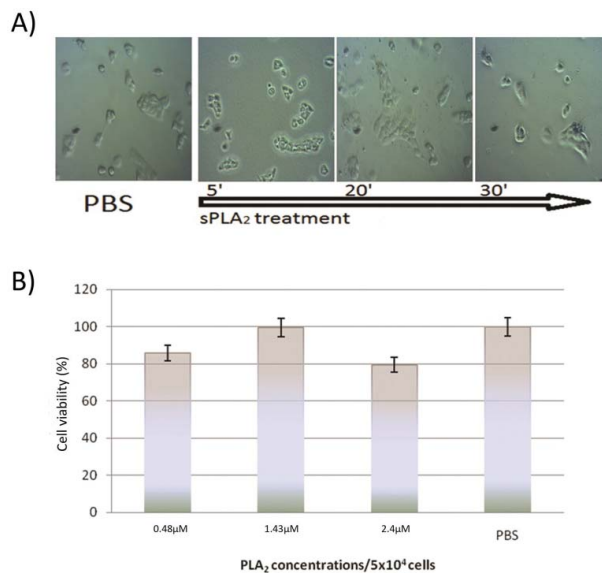 A)
PBS
5' 20' 30'
sPLA₂ treatment
B)
Cell viability (%)
120
100
80
60
40
20
0
0.48µM 1.43µM 2.4µM PBS
PLA₂ concentrations/5x10⁴ cells